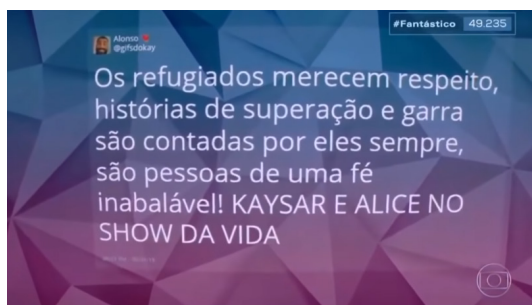 #Fantástico 49.235
Alonso
@gifsdokay
Os refugiados merecem respeito,
histórias de superação e garra
são contadas por eles sempre,
são pessoas de uma fé
inabalável! KAYSAR E ALICE NO
SHOW DA VIDA